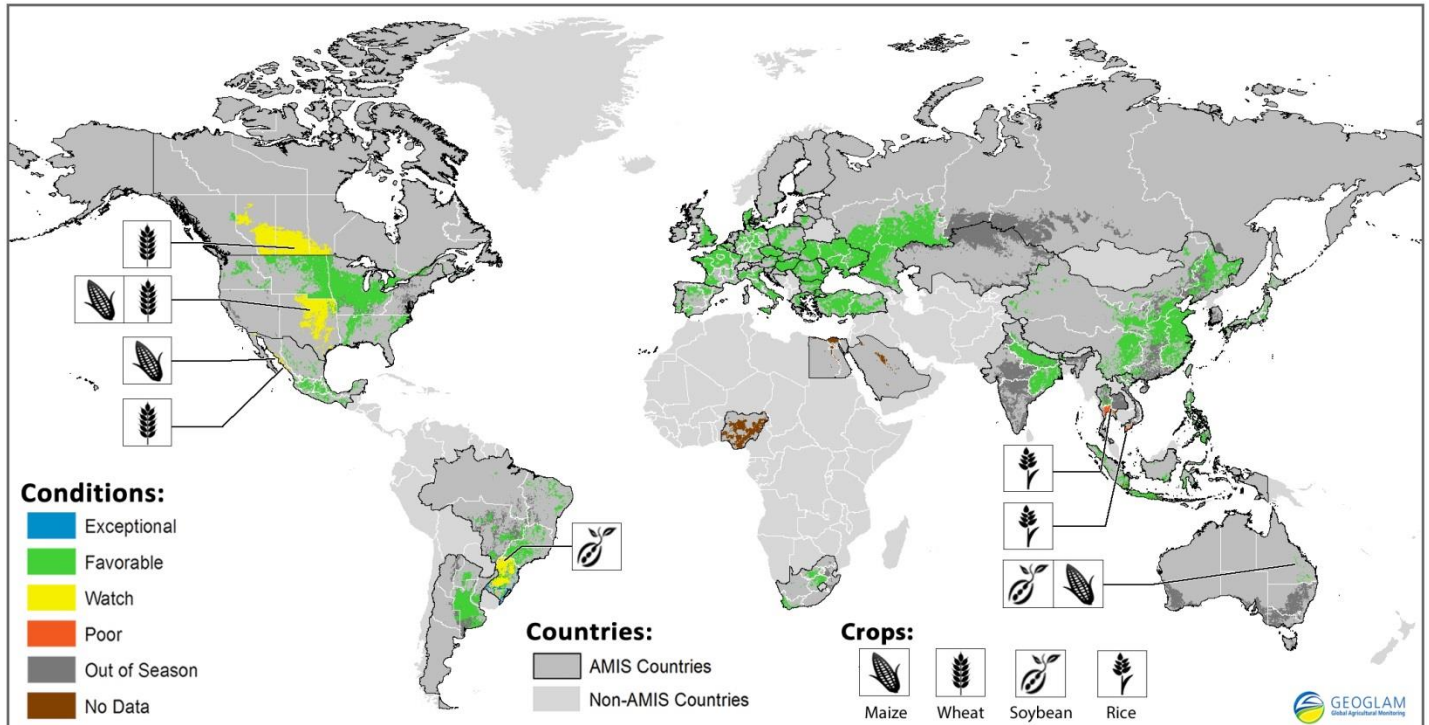 Conditions:
Exceptional
Favorable
Watch
Poor
Out of Season
No Data
Countries:
AMIS Countries
Non-AMIS Countries
Crops:
Maize
Wheat
Soybean
Rice
GEOGLAM
Global Agricultural Monitoring